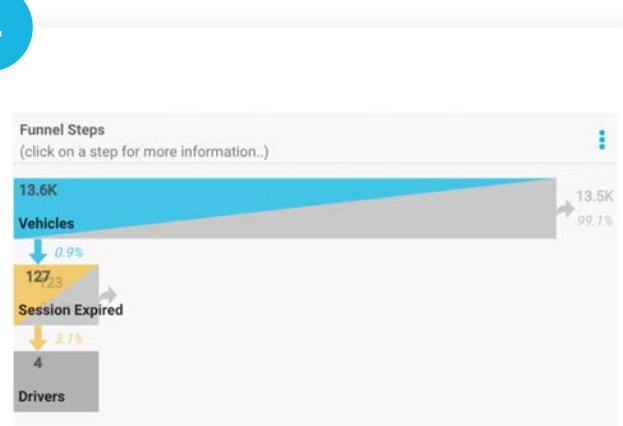 Funnel Steps
(click on a step for more information..)
13.6K
13.5K
Vehicles
99.1%
0.9%
127
123
Session Expired
3.1%
4
Drivers